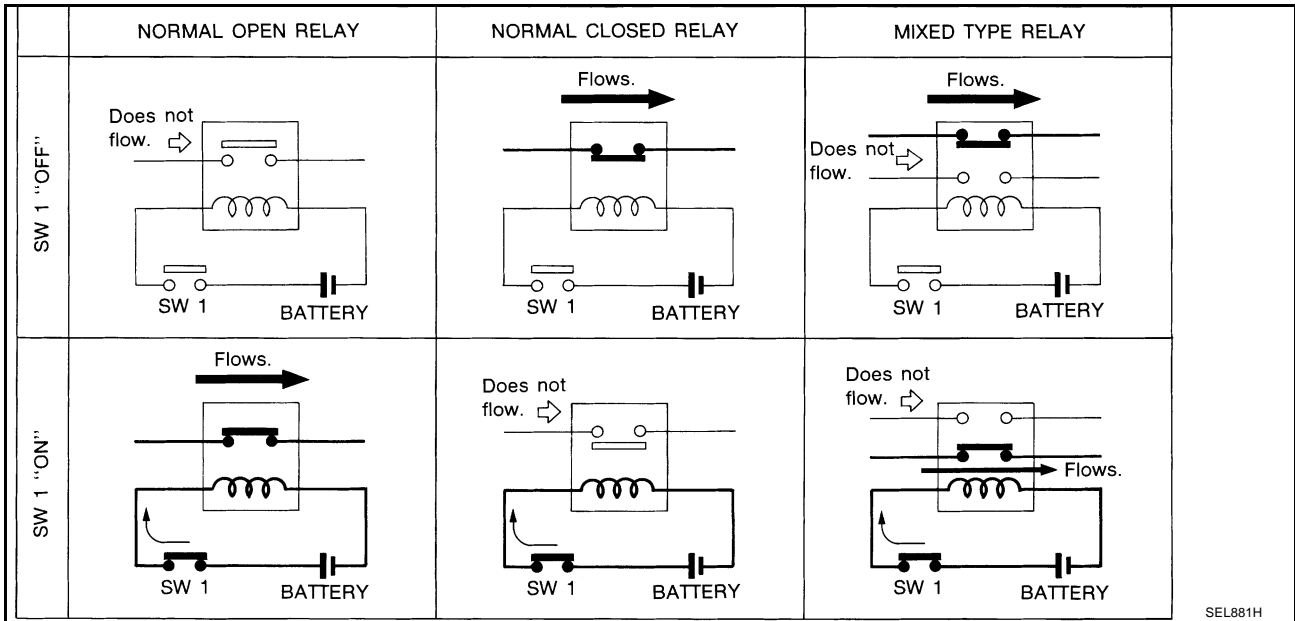 NORMAL OPEN RELAY
NORMAL CLOSED RELAY
MIXED TYPE RELAY
SW 1 “OFF”
Does not
flow.
SW 1
BATTERY
Flows.
SW 1
BATTERY
Flows.
Does not
flow.
SW 1
BATTERY
SW 1 “ON”
Flows.
SW 1
BATTERY
Does not
flow.
SW 1
BATTERY
Does not
flow.
Flows.
SW 1
BATTERY
SEL881H